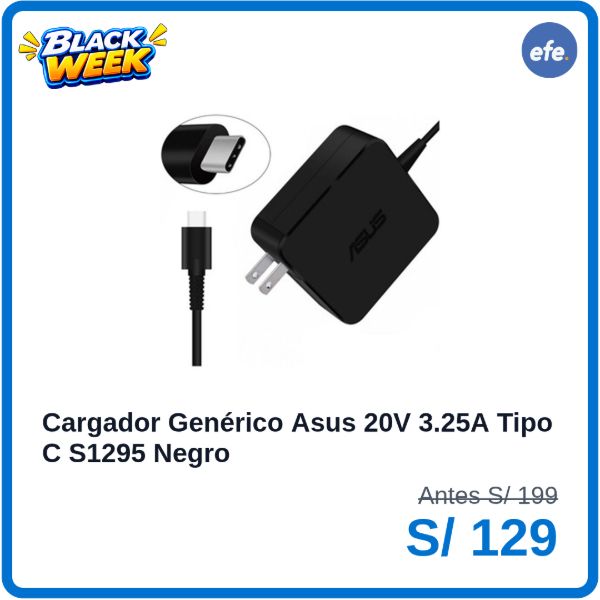 BLACK
WEEK
efe.
ASUS
Cargador Genérico Asus 20V 3.25A Tipo
C S1295 Negro
Antes S/ 199
S/ 129